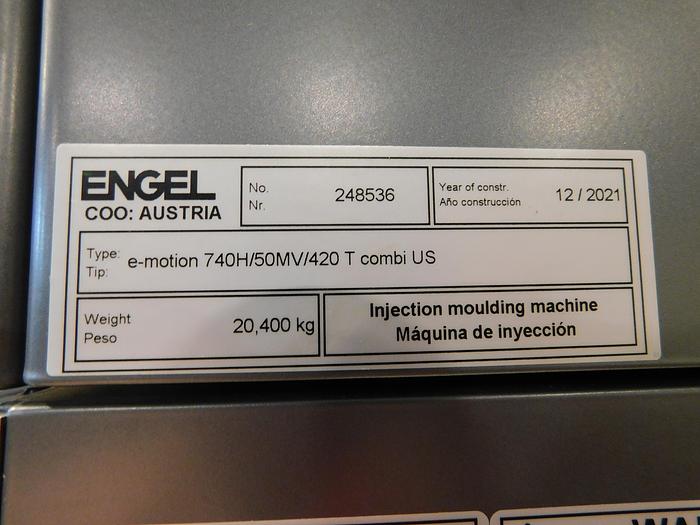 ENGEL
COO: AUSTRIA
No.
Nr.
248536
Year of constr.
Año construcción
12 / 2021
Type:
Tip:
e-motion 740H/50MV/420 T combi US
Weight
Peso
20,400 kg
Injection moulding machine
Máquina de inyección